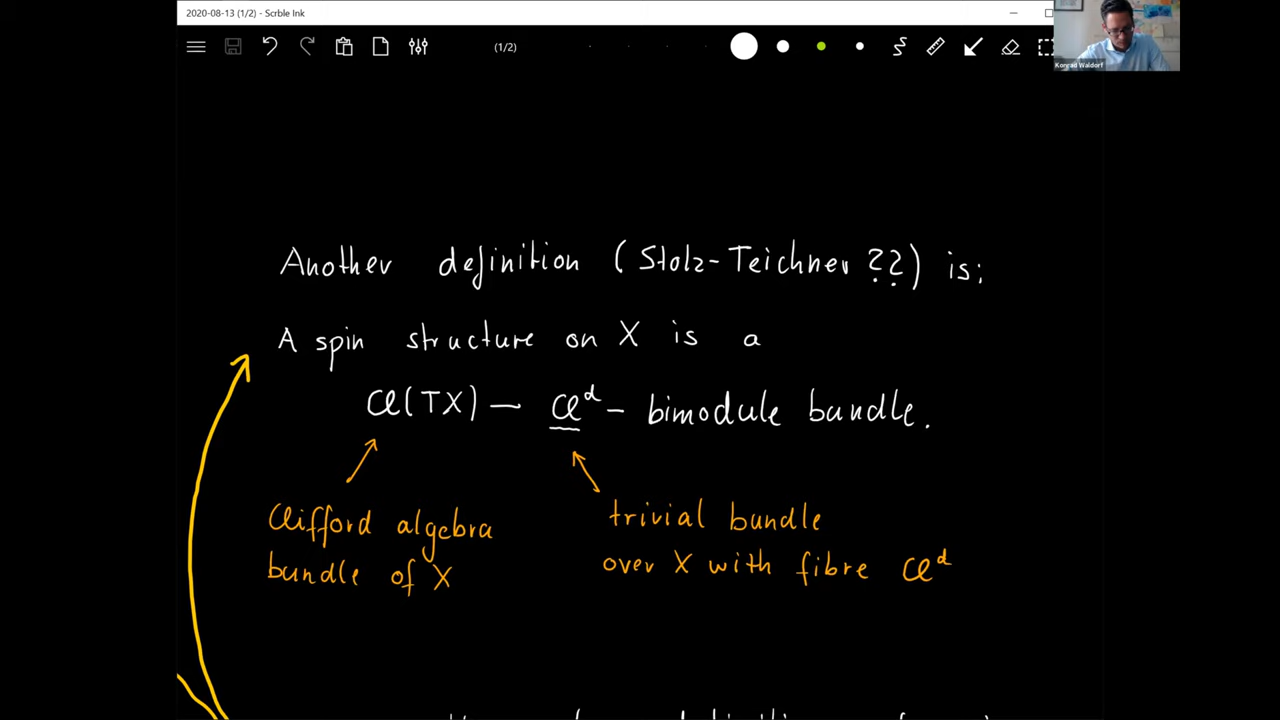 2020-08-13 (1/2) - Scrble Ink
(1/2)
Konrad Waldorf
Another definition (Stolz-Teichner ??) is:
A spin structure on X is a
Cl(TX) - Cl^d - bimodule bundle.
Clifford algebra
bundle of X
trivial bundle
over X with fibre Cl^d